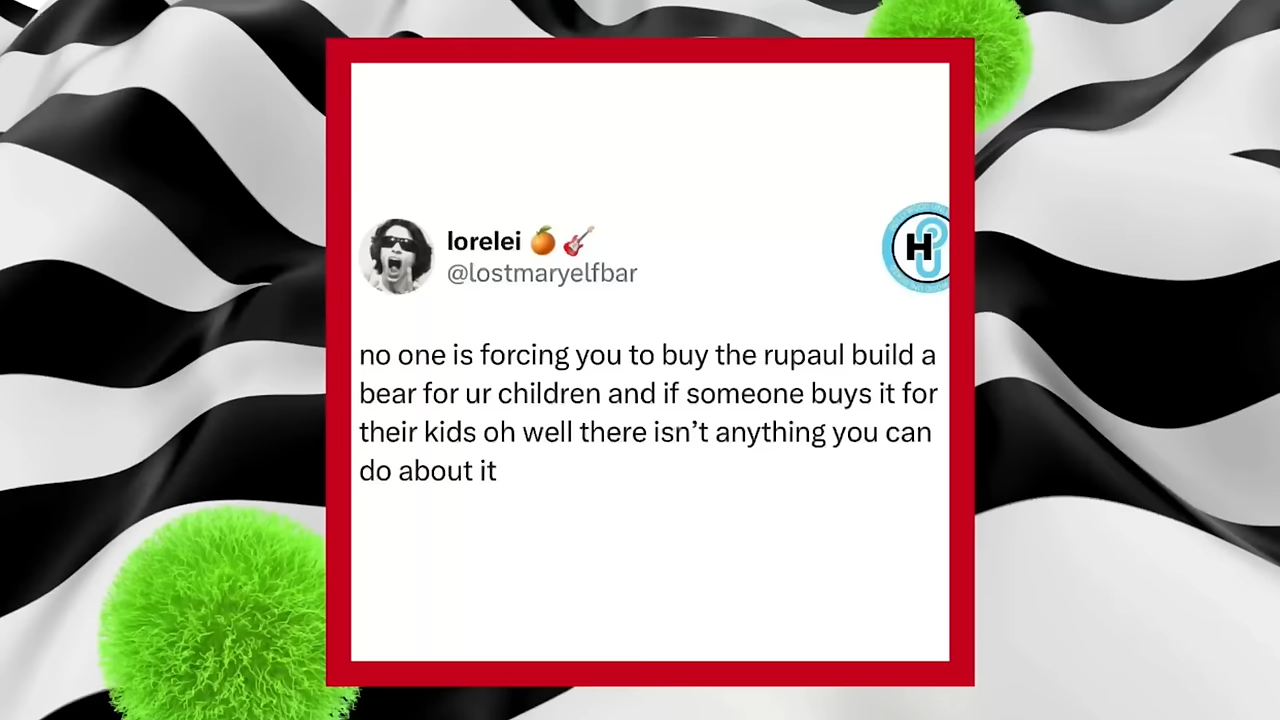 lorelei 🍊 🎸
@lostmaryelfbar
H
no one is forcing you to buy the rupaul build a
bear for ur children and if someone buys it for
their kids oh well there isn’t anything you can
do about it